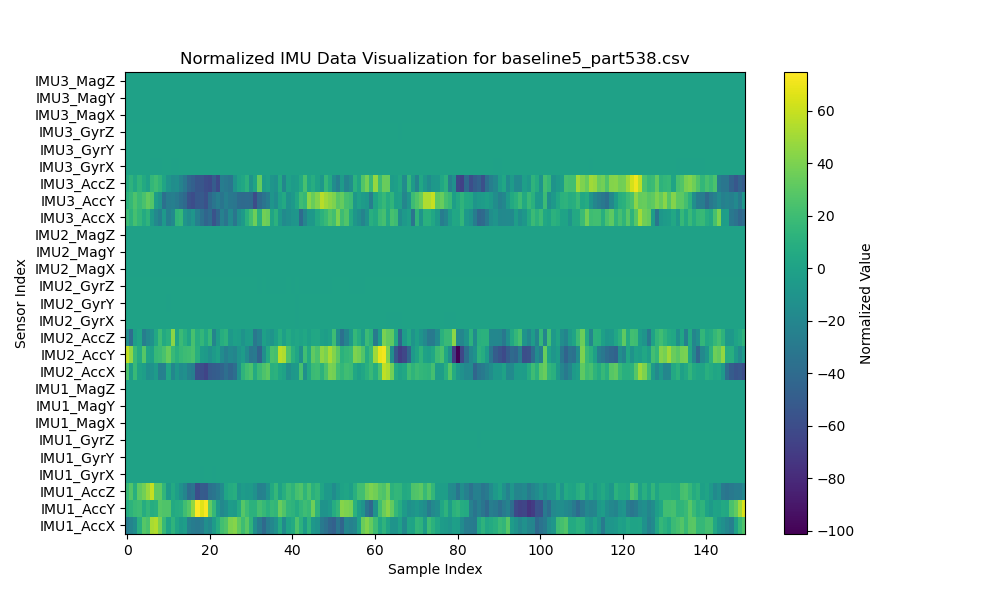 Normalized IMU Data Visualization for baseline5_part538.csv
IMU3_MagZ
IMU3_MagY
IMU3_MagX
IMU3_GyrZ
IMU3_GyrY
IMU3_GyrX
IMU3_AccZ
IMU3_AccY
IMU3_AccX
IMU2_MagZ
IMU2_MagY
IMU2_MagX
IMU2_GyrZ
IMU2_GyrY
IMU2_GyrX
IMU2_AccZ
IMU2_AccY
IMU2_AccX
IMU1_MagZ
IMU1_MagY
IMU1_MagX
IMU1_GyrZ
IMU1_GyrY
IMU1_GyrX
IMU1_AccZ
IMU1_AccY
IMU1_AccX
Sensor Index
0 20 40 60 80 100 120 140
Sample Index
60
40
20
0
−20
−40
−60
−80
−100
Normalized Value